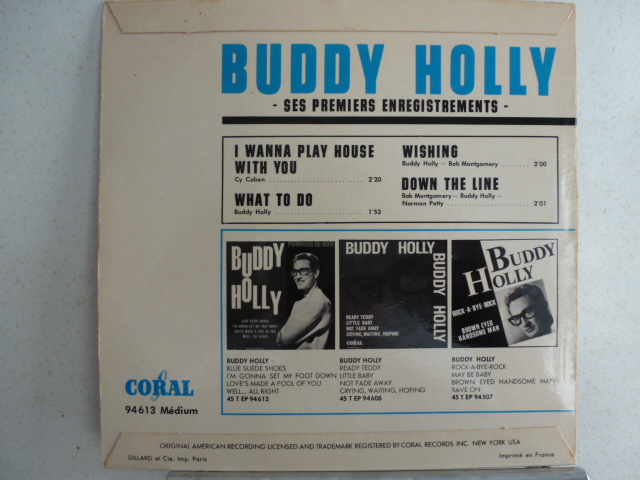 BUDDY HOLLY
- SES PREMIERS ENREGISTREMENTS -
I WANNA PLAY HOUSE
WITH YOU
Cy Coben .......................... 2'20
WHAT TO DO
Buddy Holly ........................ 1'53
WISHING
Buddy Holly – Bob Montgomery ........ 2'00
DOWN THE LINE
Bob Montgomery – Buddy Holly –
Norman Petty ....................... 2'01
BUDDY
HOLLY
BUDDY HOLLY
BUDDY HOLLY
READY TEDDY
LITTLE BABY
NOT FADE AWAY
CRYING, WAITING, HOPING
CORAL
BUDDY
HOLLY
ROCK-A-BYE-ROCK
BROWN EYED
HANDSOME MAN
BUDDY HOLLY -
BLUE SUEDE SHOES
I'M GONNA SET MY FOOT DOWN
LOVE'S MADE A FOOL OF YOU
WELL... ALL RIGHT
45 T EP 94612
BUDDY HOLLY
READY TEDDY
LITTLE BABY
NOT FADE AWAY
CRYING, WAITING, HOPING
45 T EP 94608
BUDDY HOLLY
ROCK-A-BYE-ROCK
MAY BE BABY
BROWN EYED HANDSOME MAN
RAVE ON
45 T EP 94507
CORAL
94613 Médium
ORIGINAL AMERICAN RECORDING LICENSED AND TRADEMARK REGISTERED BY CORAL RECORDS INC. NEW YORK USA
DILLARD et Cie. Imp. Paris
imprimé en France